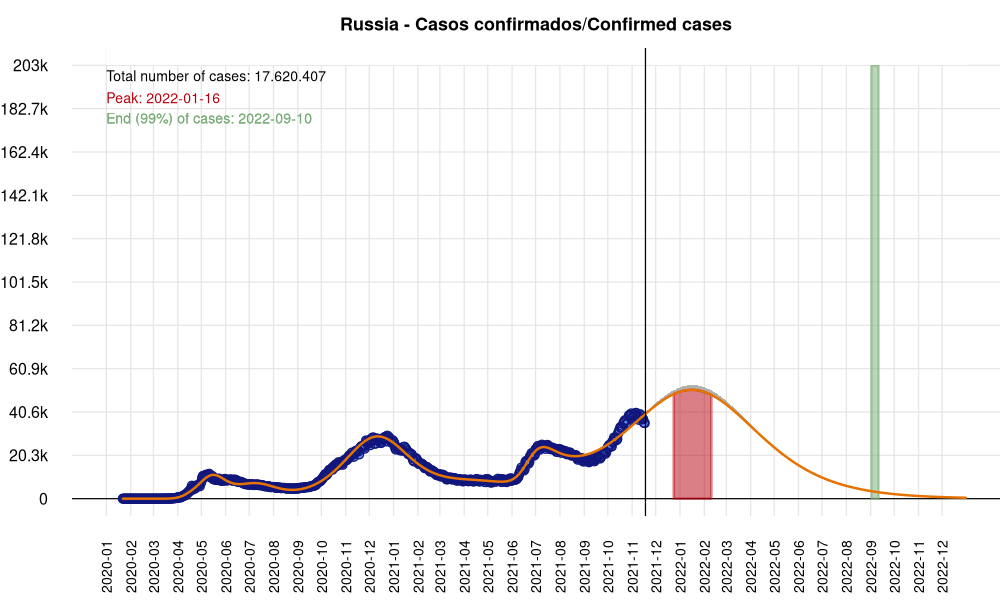 Russia - Casos confirmados/Confirmed cases
Total number of cases: 17.620.407
Peak: 2022-01-16
End (99%) of cases: 2022-09-10
203k
182.7k
162.4k
142.1k
121.8k
101.5k
81.2k
60.9k
40.6k
20.3k
0
2020-01
2020-02
2020-03
2020-04
2020-05
2020-06
2020-07
2020-08
2020-09
2020-10
2020-11
2020-12
2021-01
2021-02
2021-03
2021-04
2021-05
2021-06
2021-07
2021-08
2021-09
2021-10
2021-11
2021-12
2022-01
2022-02
2022-03
2022-04
2022-05
2022-06
2022-07
2022-08
2022-09
2022-10
2022-11
2022-12